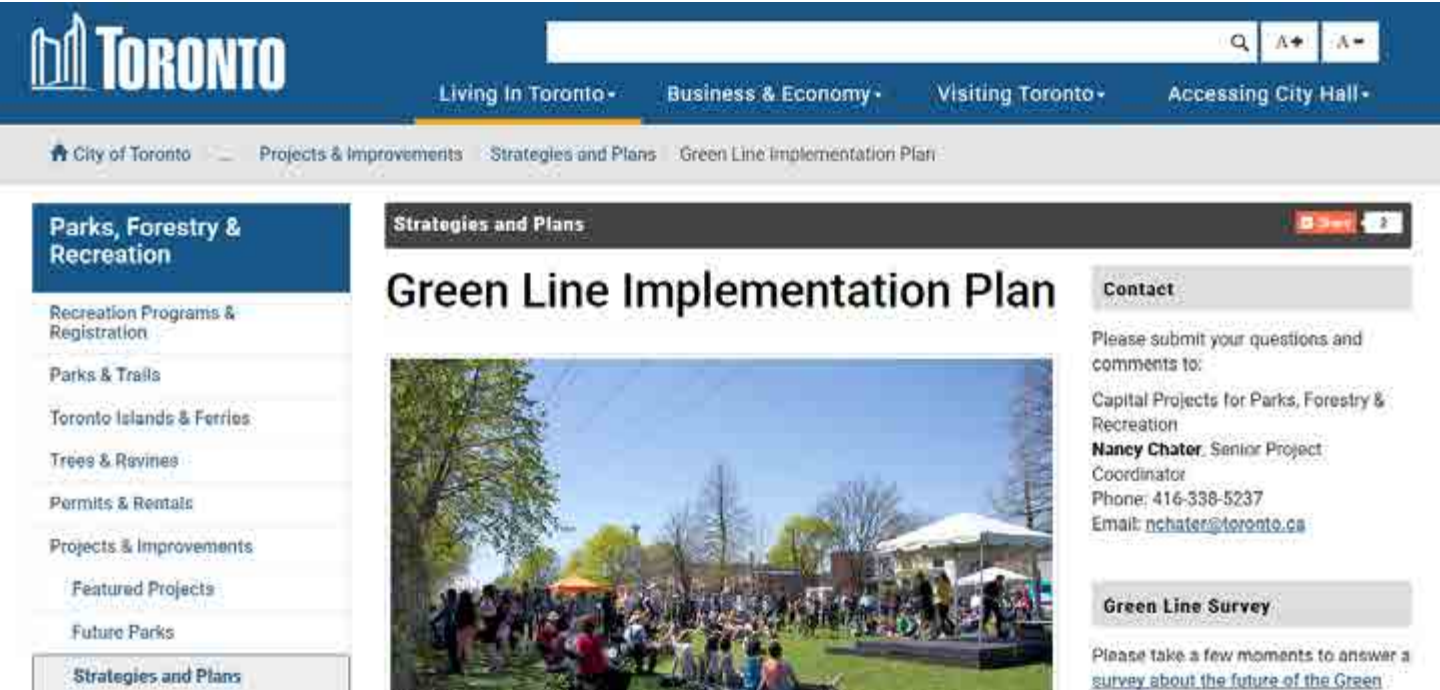 TORONTO
A+ A-
Living In Toronto Business & Economy Visiting Toronto Accessing City Hall
City of Toronto ... Projects & Improvements Strategies and Plans Green Line Implementation Plan
Parks, Forestry &
Recreation
Recreation Programs &
Registration
Parks & Trails
Toronto Islands & Ferries
Trees & Ravines
Permits & Rentals
Projects & Improvements
Featured Projects
Future Parks
Strategies and Plans
Strategies and Plans
Share 2
Green Line Implementation Plan
Contact
Please submit your questions and
comments to:
Capital Projects for Parks, Forestry &
Recreation
Nancy Chater, Senior Project
Coordinator
Phone: 416-338-5237
Email: nchater@toronto.ca
Green Line Survey
Please take a few moments to answer a
survey about the future of the Green